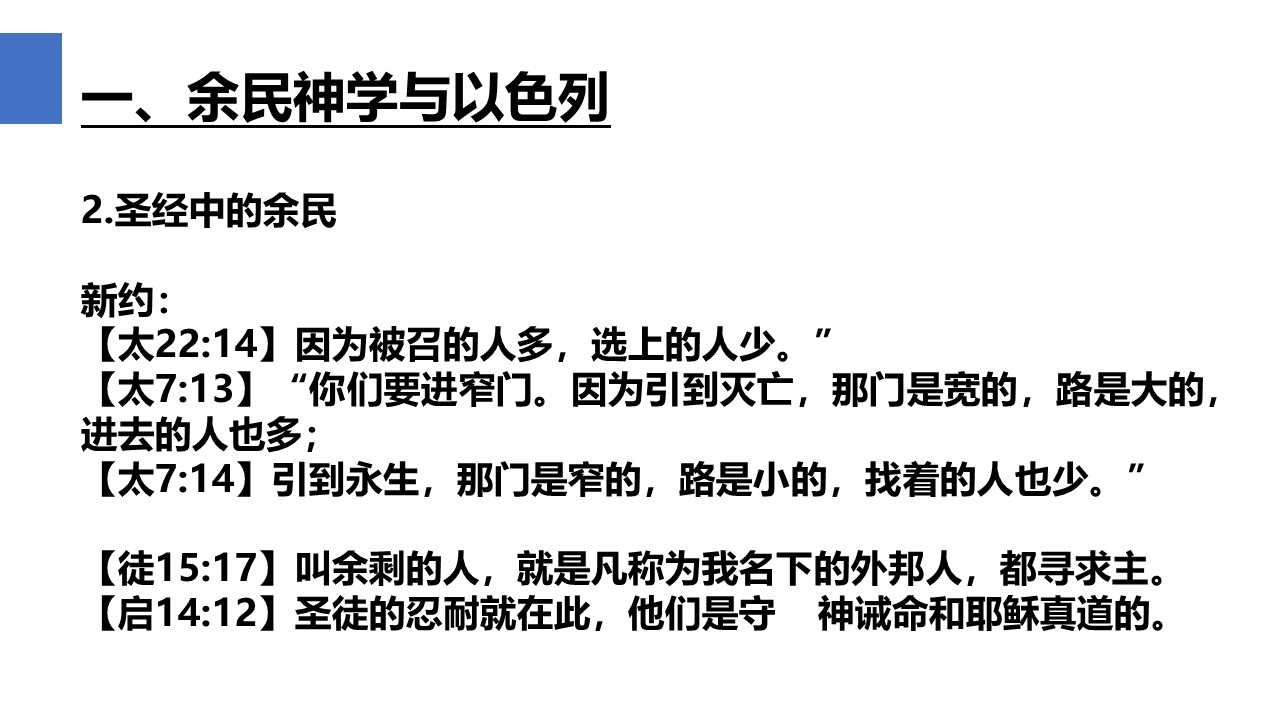 一、余民神学与以色列
2.圣经中的余民
新约：
【太22:14】因为被召的人多，选上的人少。”
【太7:13】“你们要进窄门。因为引到灭亡，那门是宽的，路是大的，
进去的人也多；
【太7:14】引到永生，那门是窄的，路是小的，找着的人也少。”
【徒15:17】叫余剩的人，就是凡称为我名下的外邦人，都寻求主。
【启14:12】圣徒的忍耐就在此，他们是守　神诫命和耶稣真道的。